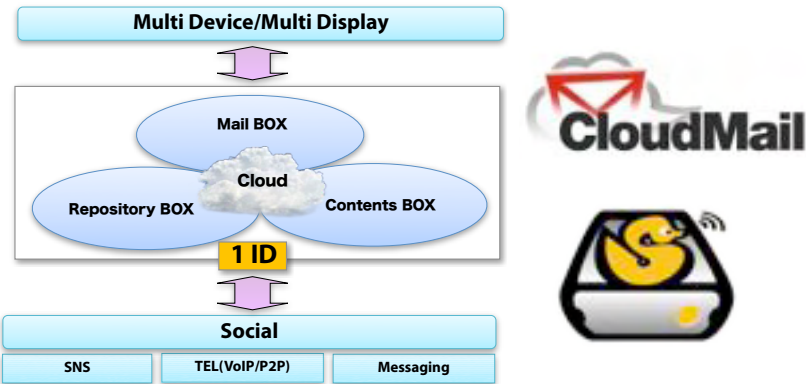 Multi Device/Multi Display
Mail BOX
Cloud
Repository BOX
Contents BOX
1 ID
Social
SNS
TEL(VoIP/P2P)
Messaging
CloudMail